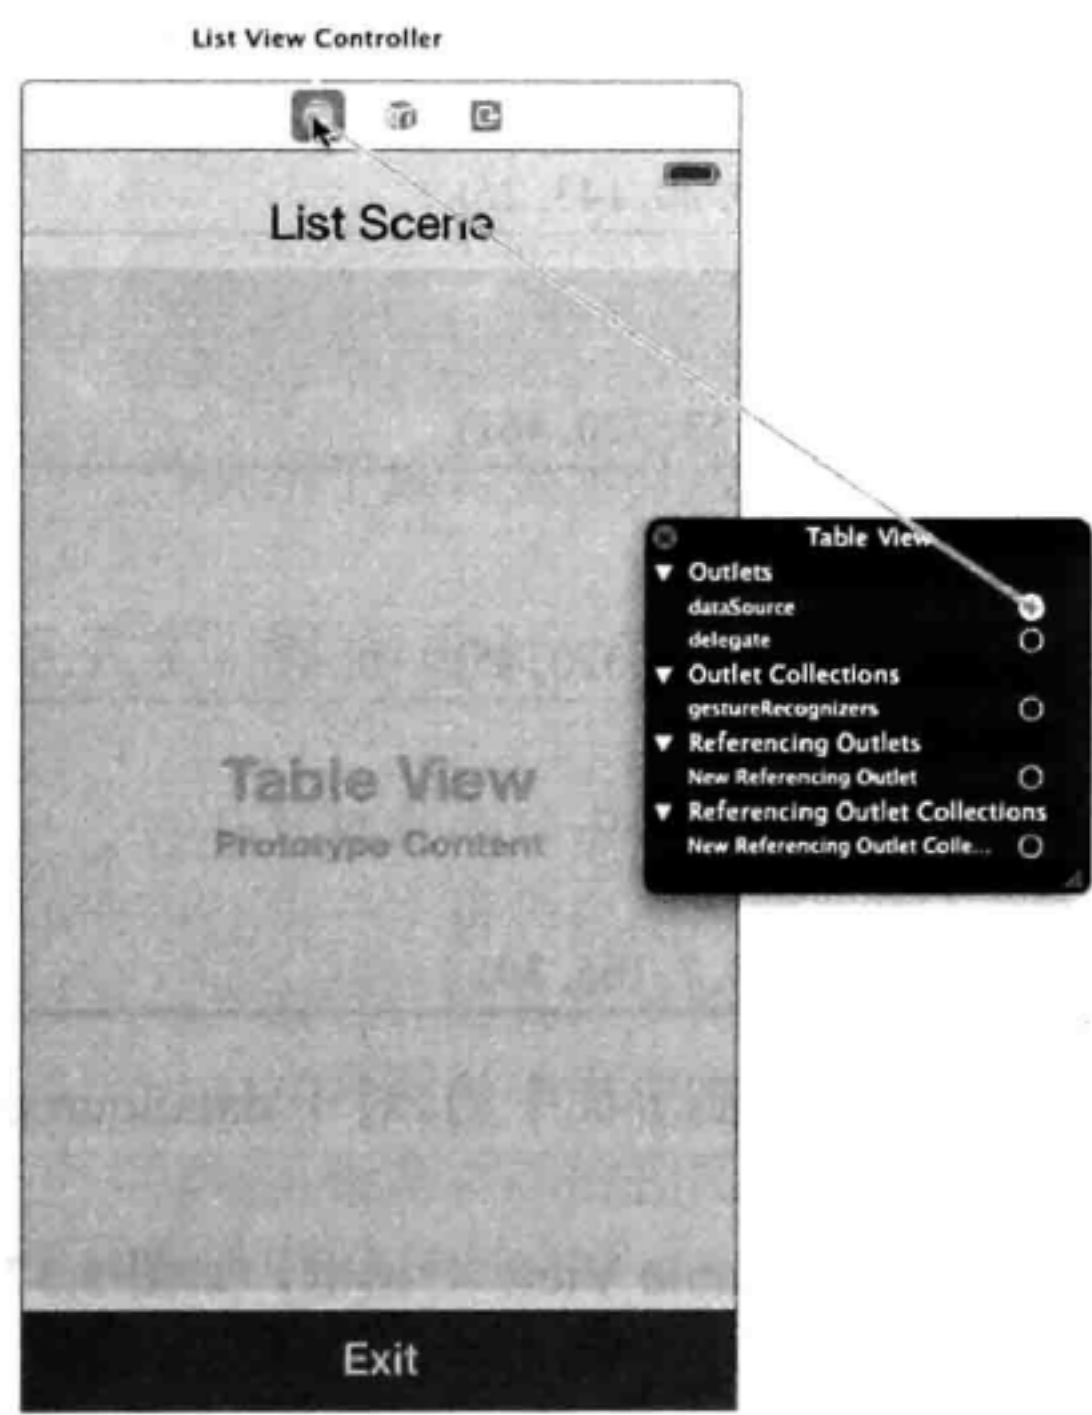 List View Controller
List Scene
Table View
Outlets
dataSource
delegate
Outlet Collections
gestureRecognizers
Referencing Outlets
New Referencing Outlet
Referencing Outlet Collections
New Referencing Outlet Colle...
Table View
Prototype Content
Exit